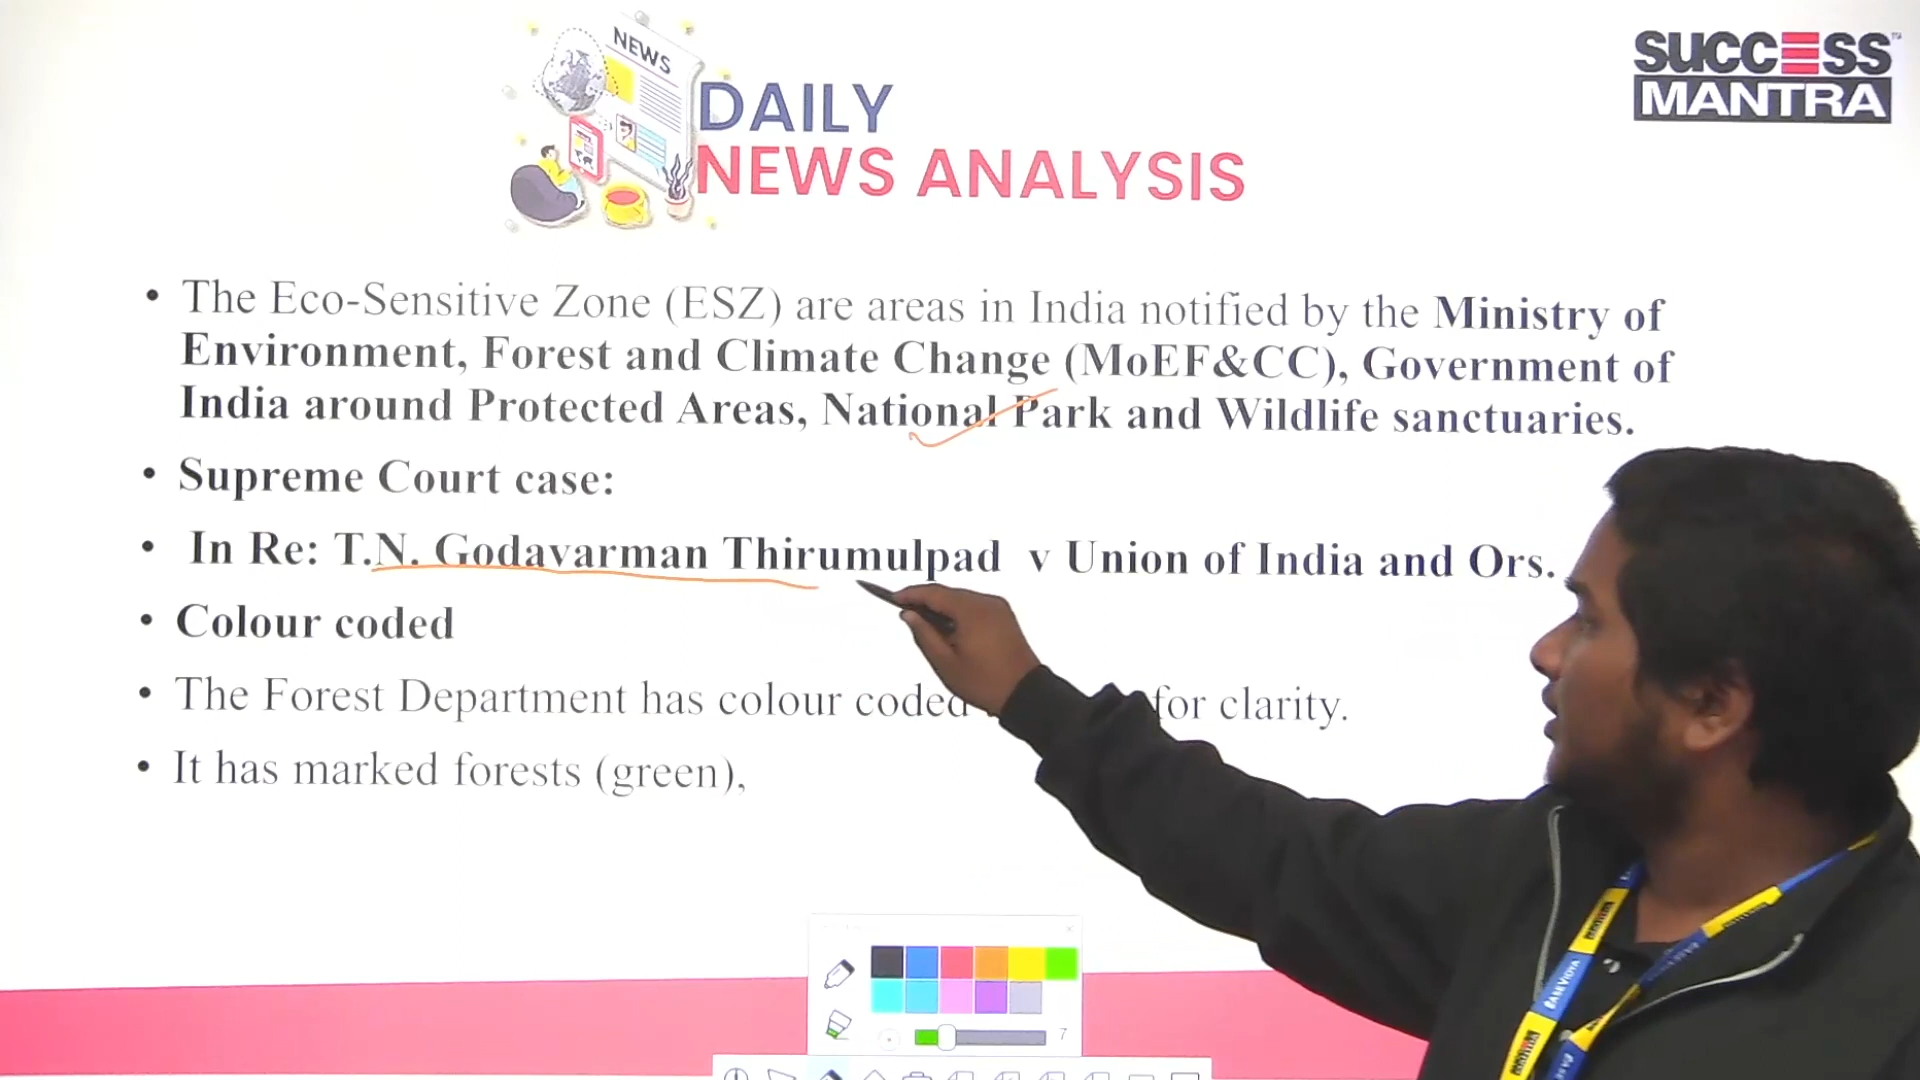 NEWS
DAILY
NEWS ANALYSIS
SUCCESS
MANTRA
• The Eco-Sensitive Zone (ESZ) are areas in India notified by the Ministry of
Environment, Forest and Climate Change (MoEF&CC), Government of
India around Protected Areas, National Park and Wildlife sanctuaries.
• Supreme Court case:
• In Re: T.N. Godavarman Thirumulpad v Union of India and Ors.
• Colour coded
• The Forest Department has colour coded for clarity.
• It has marked forests (green),
7
EASEVIDYA